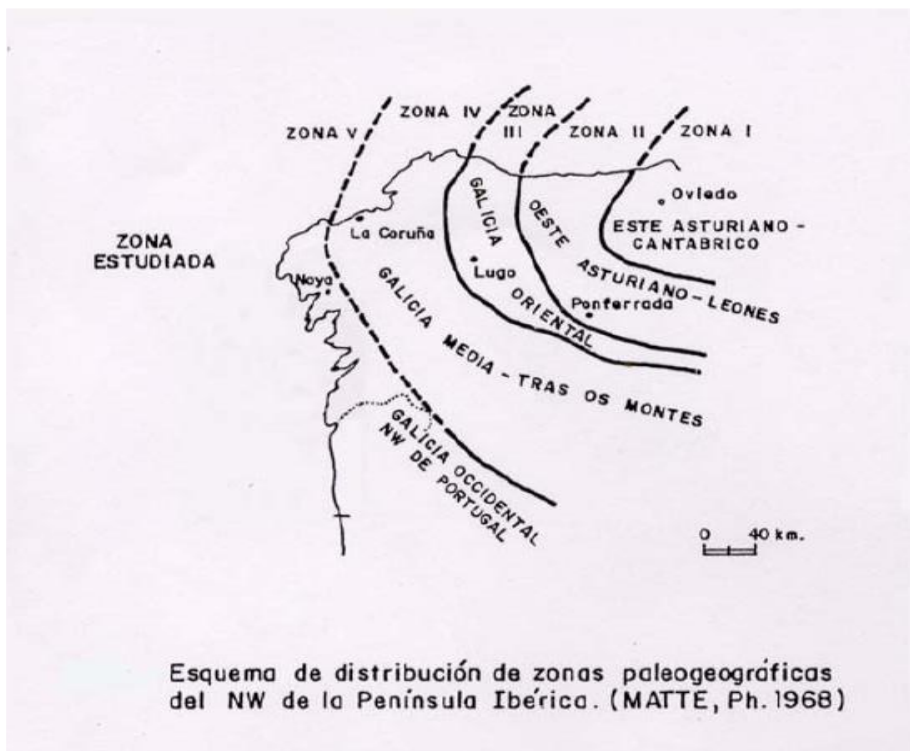 ZONA V
ZONA IV
ZONA
III
ZONA II
ZONA I
Oviedo
ESTE ASTURIANO-
CANTABRICO
ZONA
ESTUDIADA
La Coruña
Noya
GALICIA ORIENTAL
Lugo
OESTE ASTURIANO-LEONES
Ponferrada
GALICIA MEDIA-TRAS OS MONTES
GALICIA OCCIDENTAL
NW DE PORTUGAL
0 40 km.
Esquema de distribución de zonas paleogeográficas
del NW de la Península Ibérica. (MATTE, Ph. 1968)